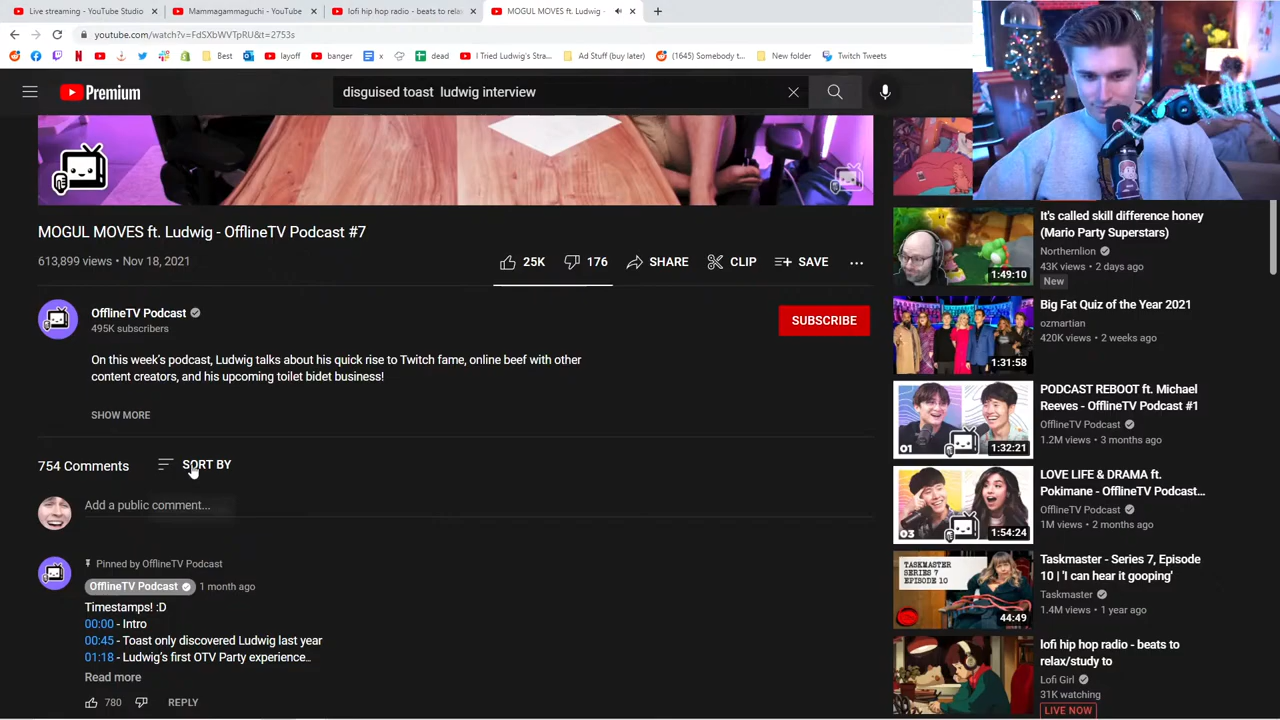 Live streaming - YouTube Studio
Mammagammaguchi - YouTube
lofi hip hop radio - beats to rela
MOGUL MOVES ft. Ludwig -
youtube.com/watch?v=FdSXbWVTpRU&t=2753s
Best
layoff
banger
x
dead
I Tried Ludwig's Stra...
Ad Stuff (buy later)
(1645) Somebody t...
New folder
Twitch Tweets
Premium
disguised toast  ludwig interview
MOGUL MOVES ft. Ludwig - OfflineTV Podcast #7
613,899 views • Nov 18, 2021
25K
176
SHARE
CLIP
SAVE
OfflineTV Podcast
495K subscribers
SUBSCRIBE
On this week's podcast, Ludwig talks about his quick rise to Twitch fame, online beef with other
content creators, and his upcoming toilet bidet business!
SHOW MORE
754 Comments
SORT BY
Add a public comment...
Pinned by OfflineTV Podcast
OfflineTV Podcast 1 month ago
Timestamps! :D
00:00 - Intro
00:45 - Toast only discovered Ludwig last year
01:18 - Ludwig's first OTV Party experience...
Read more
780
REPLY
1:49:10
It's called skill difference honey
(Mario Party Superstars)
Northernlion
43K views • 2 days ago
New
1:31:58
Big Fat Quiz of the Year 2021
ozmartian
420K views • 2 weeks ago
01
1:32:21
PODCAST REBOOT ft. Michael
Reeves - OfflineTV Podcast #1
OfflineTV Podcast
1.2M views • 3 months ago
03
1:54:24
LOVE LIFE & DRAMA ft.
Pokimane - OfflineTV Podcast...
OfflineTV Podcast
1M views • 2 months ago
TASKMASTER
SERIES 7
EPISODE 10
44:49
Taskmaster - Series 7, Episode
10 | 'I can hear it gooping'
Taskmaster
1.4M views • 1 year ago
lofi hip hop radio - beats to
relax/study to
Lofi Girl
31K watching
LIVE NOW